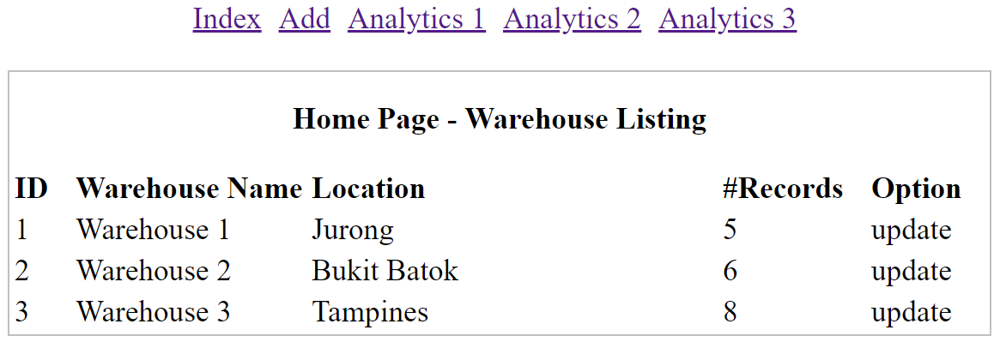 Index Add Analytics 1 Analytics 2 Analytics 3
Home Page - Warehouse Listing
ID Warehouse Name Location #Records Option
1 Warehouse 1 Jurong 5 update
2 Warehouse 2 Bukit Batok 6 update
3 Warehouse 3 Tampines 8 update